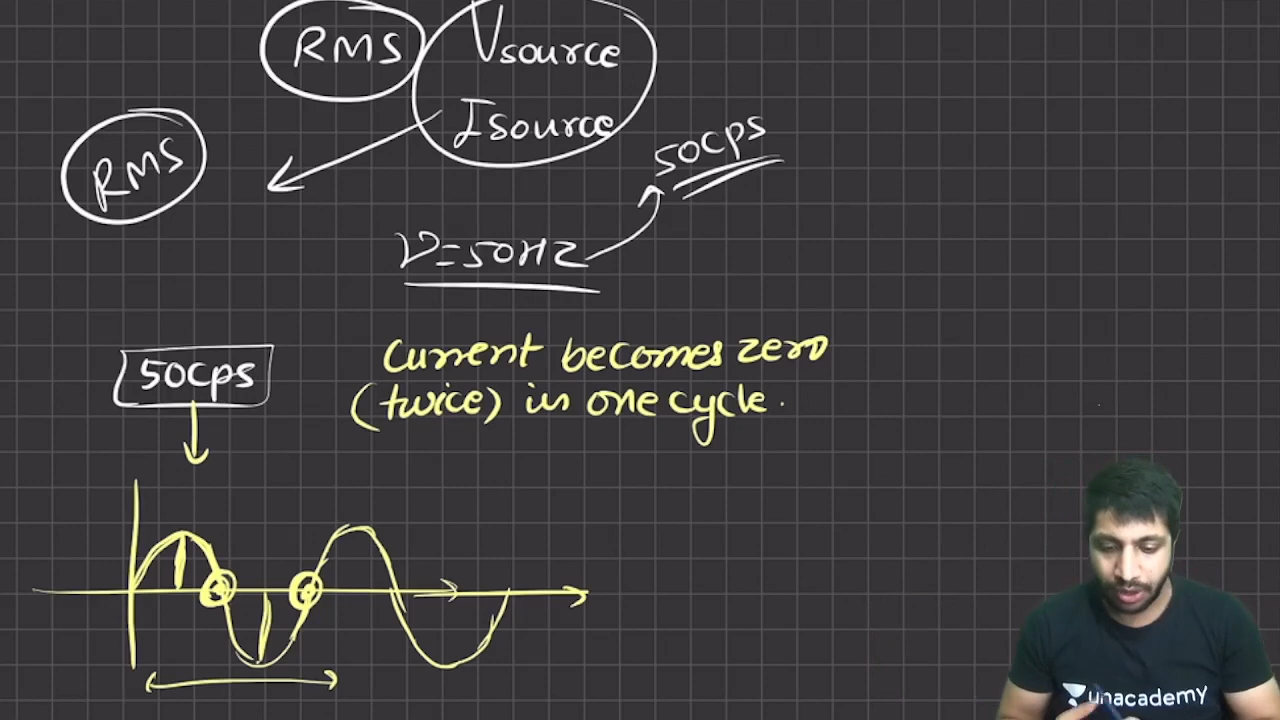 RMS Vsource
Isource
RMS
50cps
ν=50HZ
50cps
current becomes zero
(twice) in one cycle.
unacademy